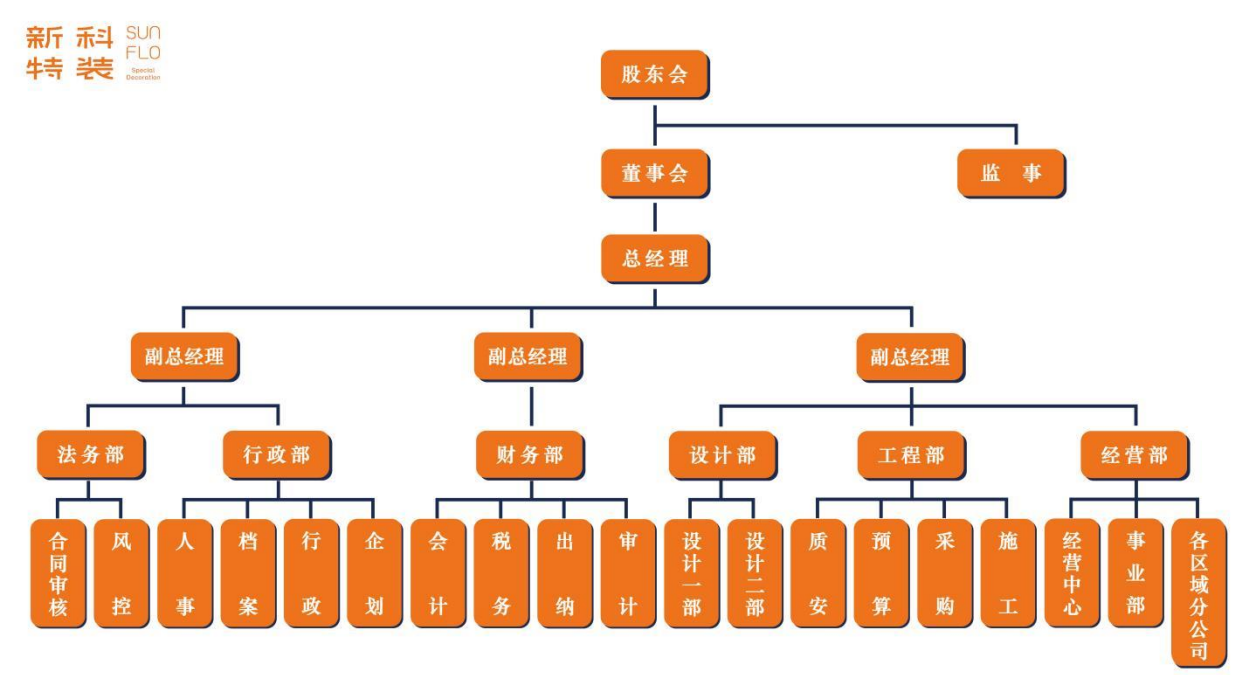 新科 SUN
特装 FLO
Special
Decoration
股东会
董事会
监事
总经理
副总经理
副总经理
副总经理
法务部
行政部
财务部
设计部
工程部
经营部
合同审核
风控
人事
档案
行政
企划
会计
税务
出纳
审计
设计一部
设计二部
质安
预算
采购
施工
经营中心
事业部
各区域分公司